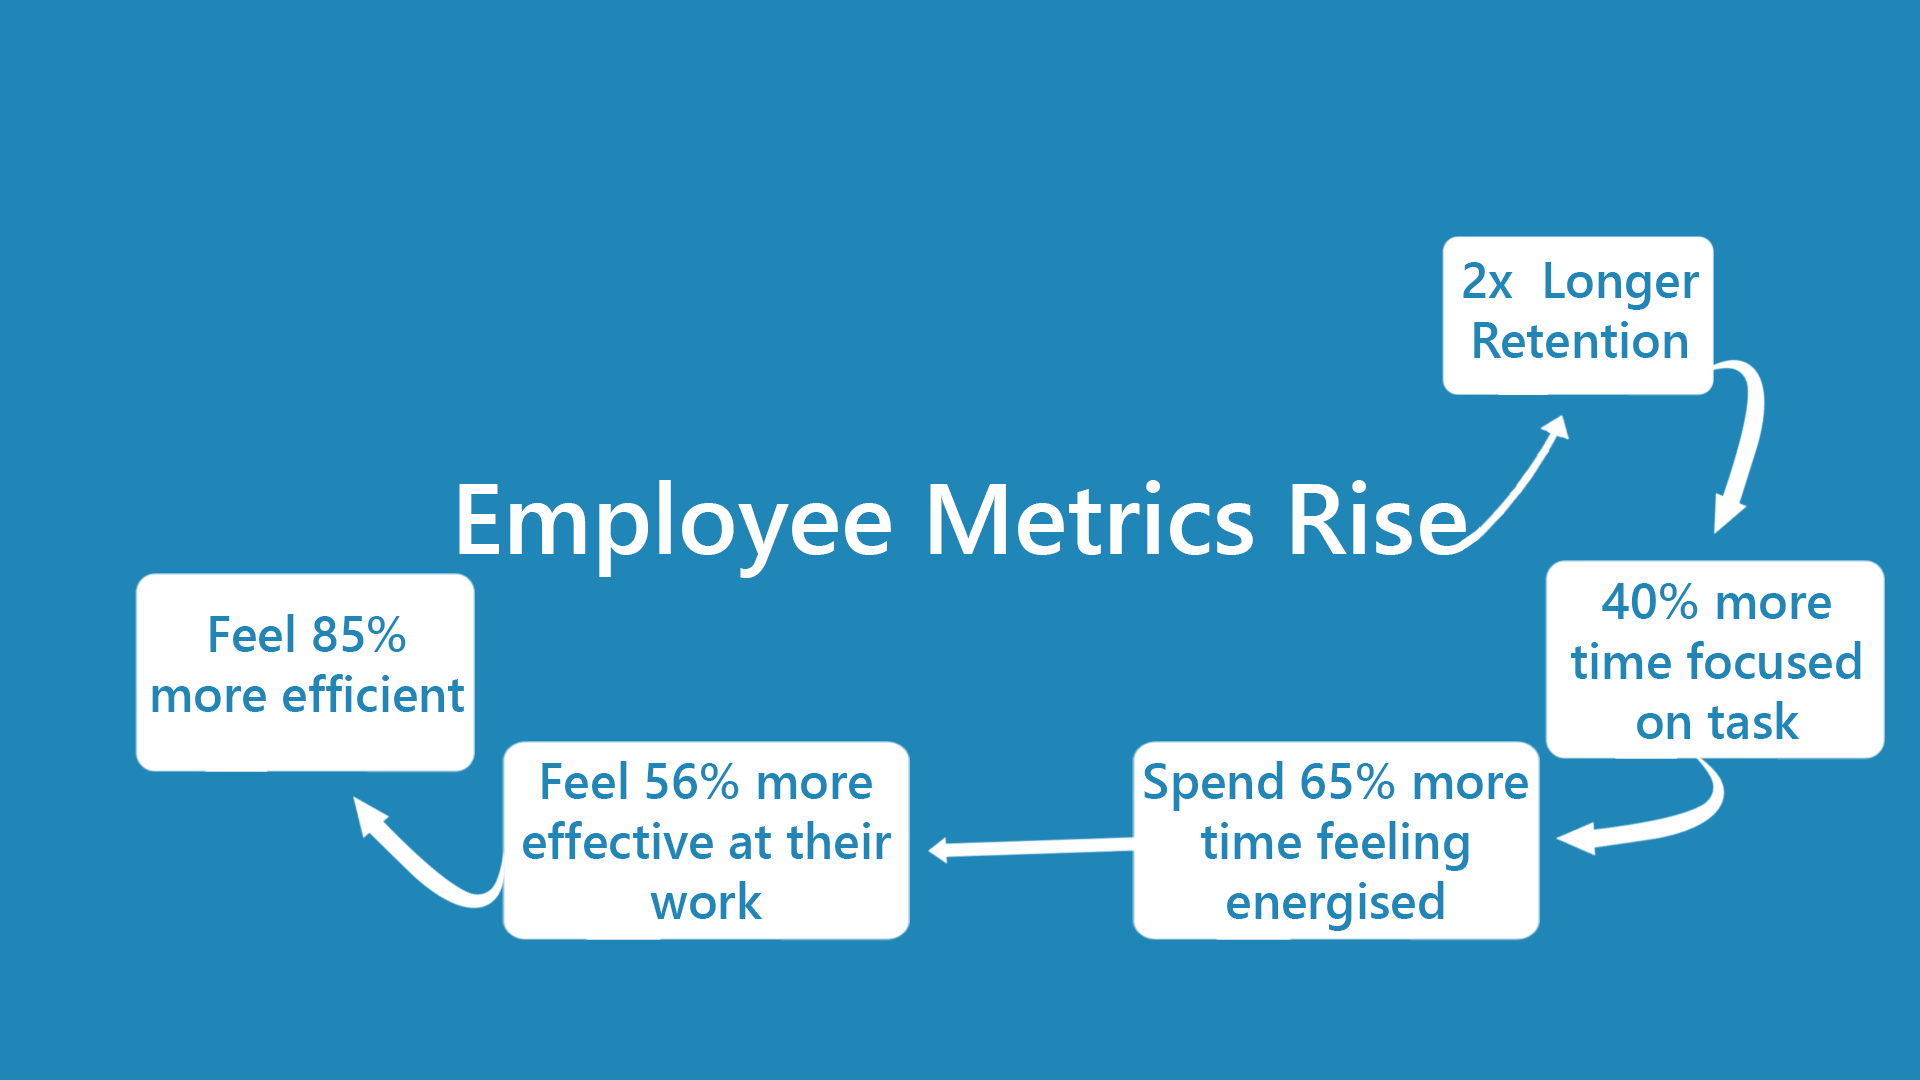 Employee Metrics Rise
2x  Longer
Retention
40% more
time focused
on task
Spend 65% more
time feeling
energised
Feel 56% more
effective at their
work
Feel 85%
more efficient